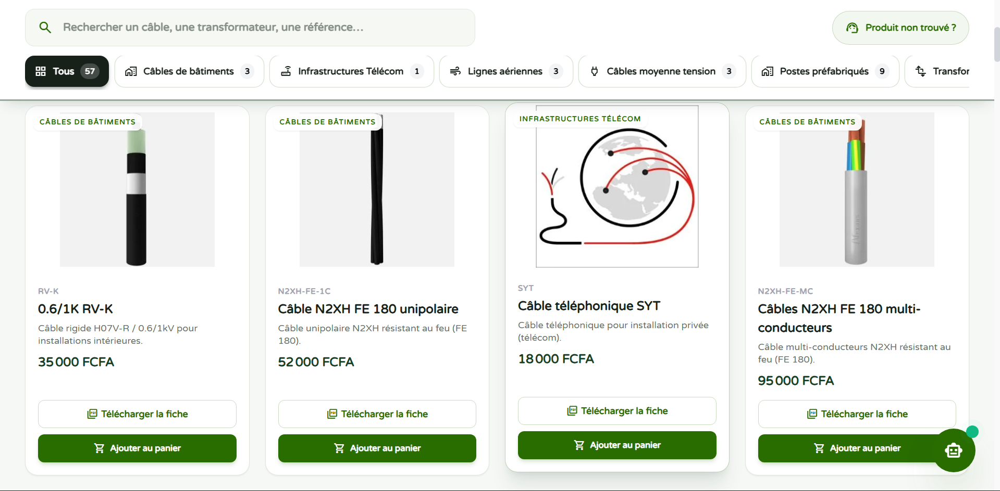 Rechercher un câble, une transformateur, une référence...
Produit non trouvé ?
Tous 57
Câbles de bâtiments 3
Infrastructures Télécom 1
Lignes aériennes 3
Câbles moyenne tension 3
Postes préfabriqués 9
Transfor
CÂBLES DE BÂTIMENTS
RV-K
0.6/1K RV-K
Câble rigide H07V-R / 0.6/1kV pour
installations intérieures.
35 000 FCFA
Télécharger la fiche
Ajouter au panier
CÂBLES DE BÂTIMENTS
N2XH-FE-1C
Câble N2XH FE 180 unipolaire
Câble unipolaire N2XH résistant au feu (FE
180).
52 000 FCFA
Télécharger la fiche
Ajouter au panier
INFRASTRUCTURES TÉLÉCOM
SYT
Câble téléphonique SYT
Câble téléphonique pour installation privée
(télécom).
18 000 FCFA
Télécharger la fiche
Ajouter au panier
CÂBLES DE BÂTIMENTS
N2XH-FE-MC
Câbles N2XH FE 180 multi-
conducteurs
Câble multi-conducteurs N2XH résistant au
feu (FE 180).
95 000 FCFA
Télécharger la fiche
Ajouter au panier